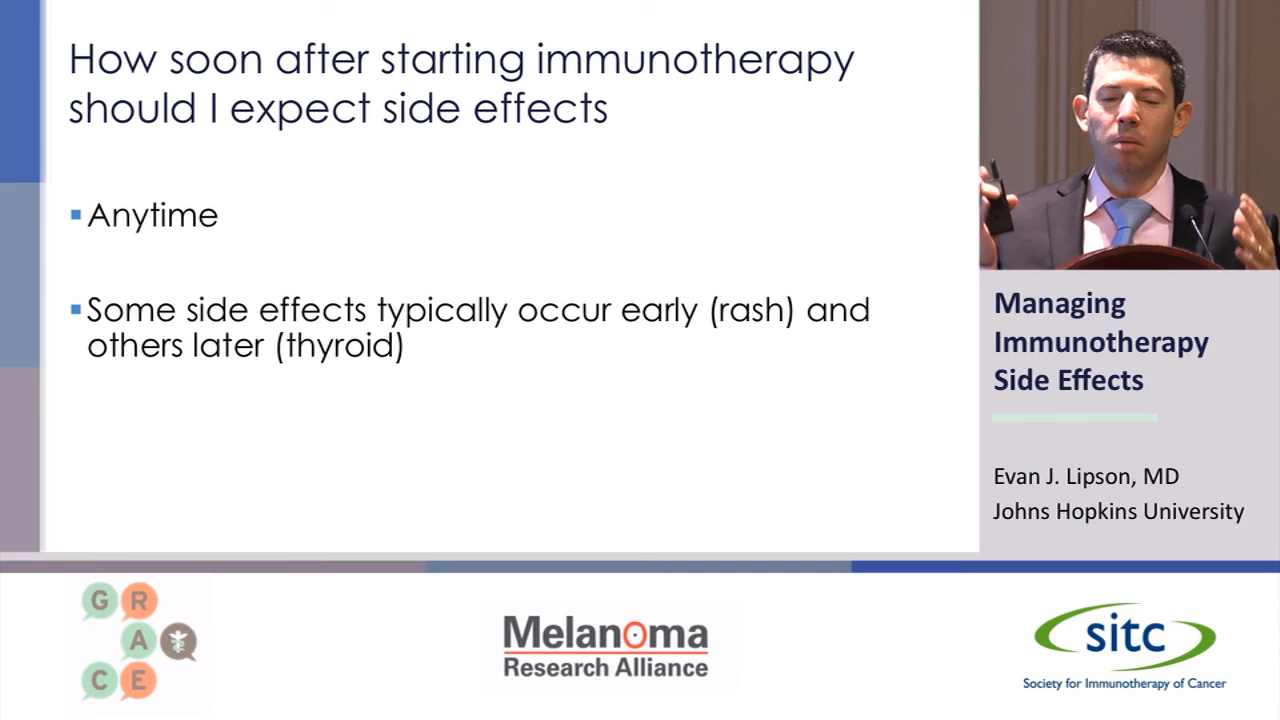 How soon after starting immunotherapy
should I expect side effects
Anytime
Some side effects typically occur early (rash) and
others later (thyroid)
Managing
Immunotherapy
Side Effects
Evan J. Lipson, MD
Johns Hopkins University
G R
A
C E
Melanoma
Research Alliance
sitc
Society for Immunotherapy of Cancer